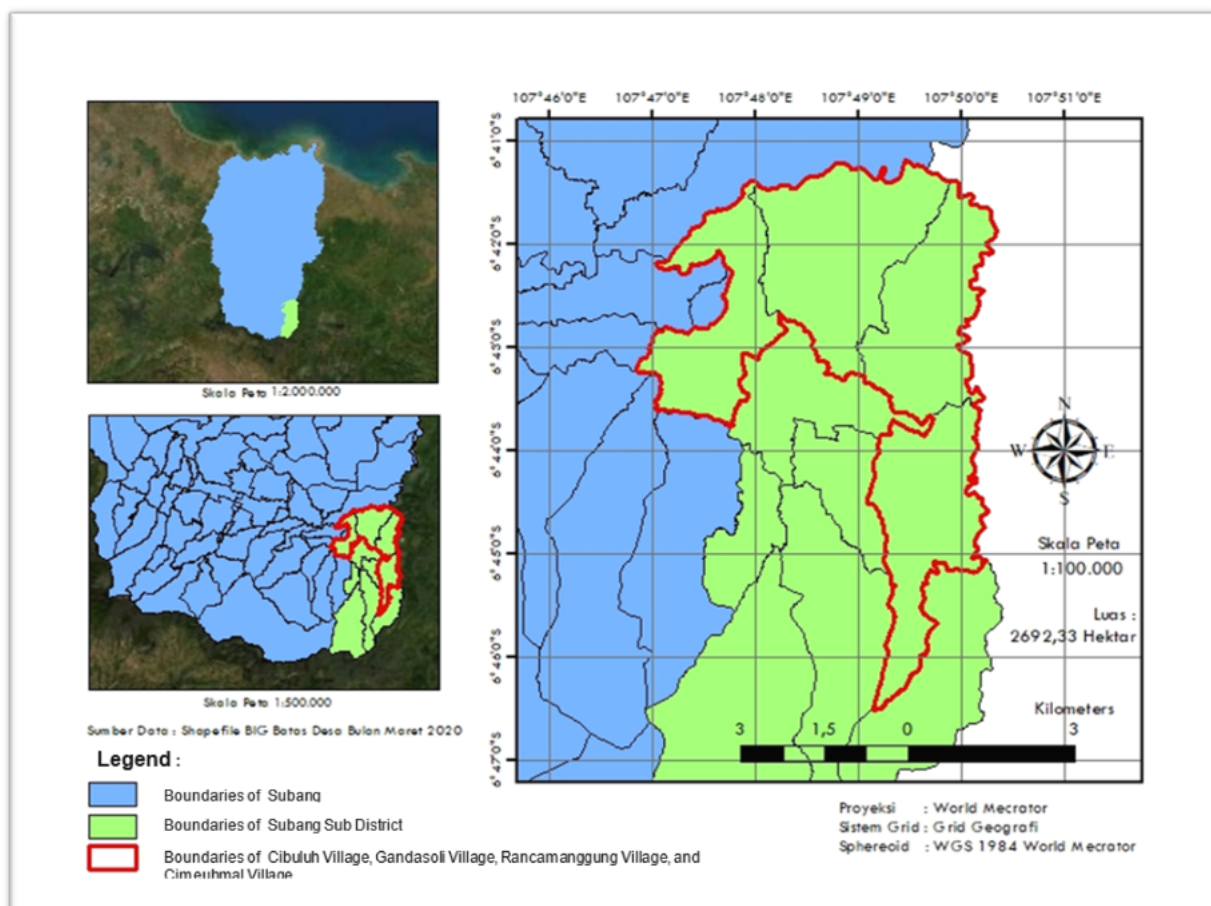 107°46'0"E 107°47'0"E 107°48'0"E 107°49'0"E 107°50'0"E 107°51'0"E
6°41'0"S
6°42'0"S
6°43'0"S
6°44'0"S
6°45'0"S
6°46'0"S
6°47'0"S
Skala Peta 1:2.000.000
Skala Peta 1:500.000
Sumber Data : Shapefile BIG Batas Desa Bulan Maret 2020
Legend :
Boundaries of Subang
Boundaries of Subang Sub District
Boundaries of Cibuluh Village, Gandasoli Village, Rancamanggung Village, and
Cimeuhmal Village
N
W E
S
Skala Peta
1:100.000
Luas :
2692,33 Hektar
Kilometers
3 1,5 0 3
Proyeksi : World Mecrator
Sistem Grid : Grid Geografi
Sphereoid : WGS 1984 World Mecrator